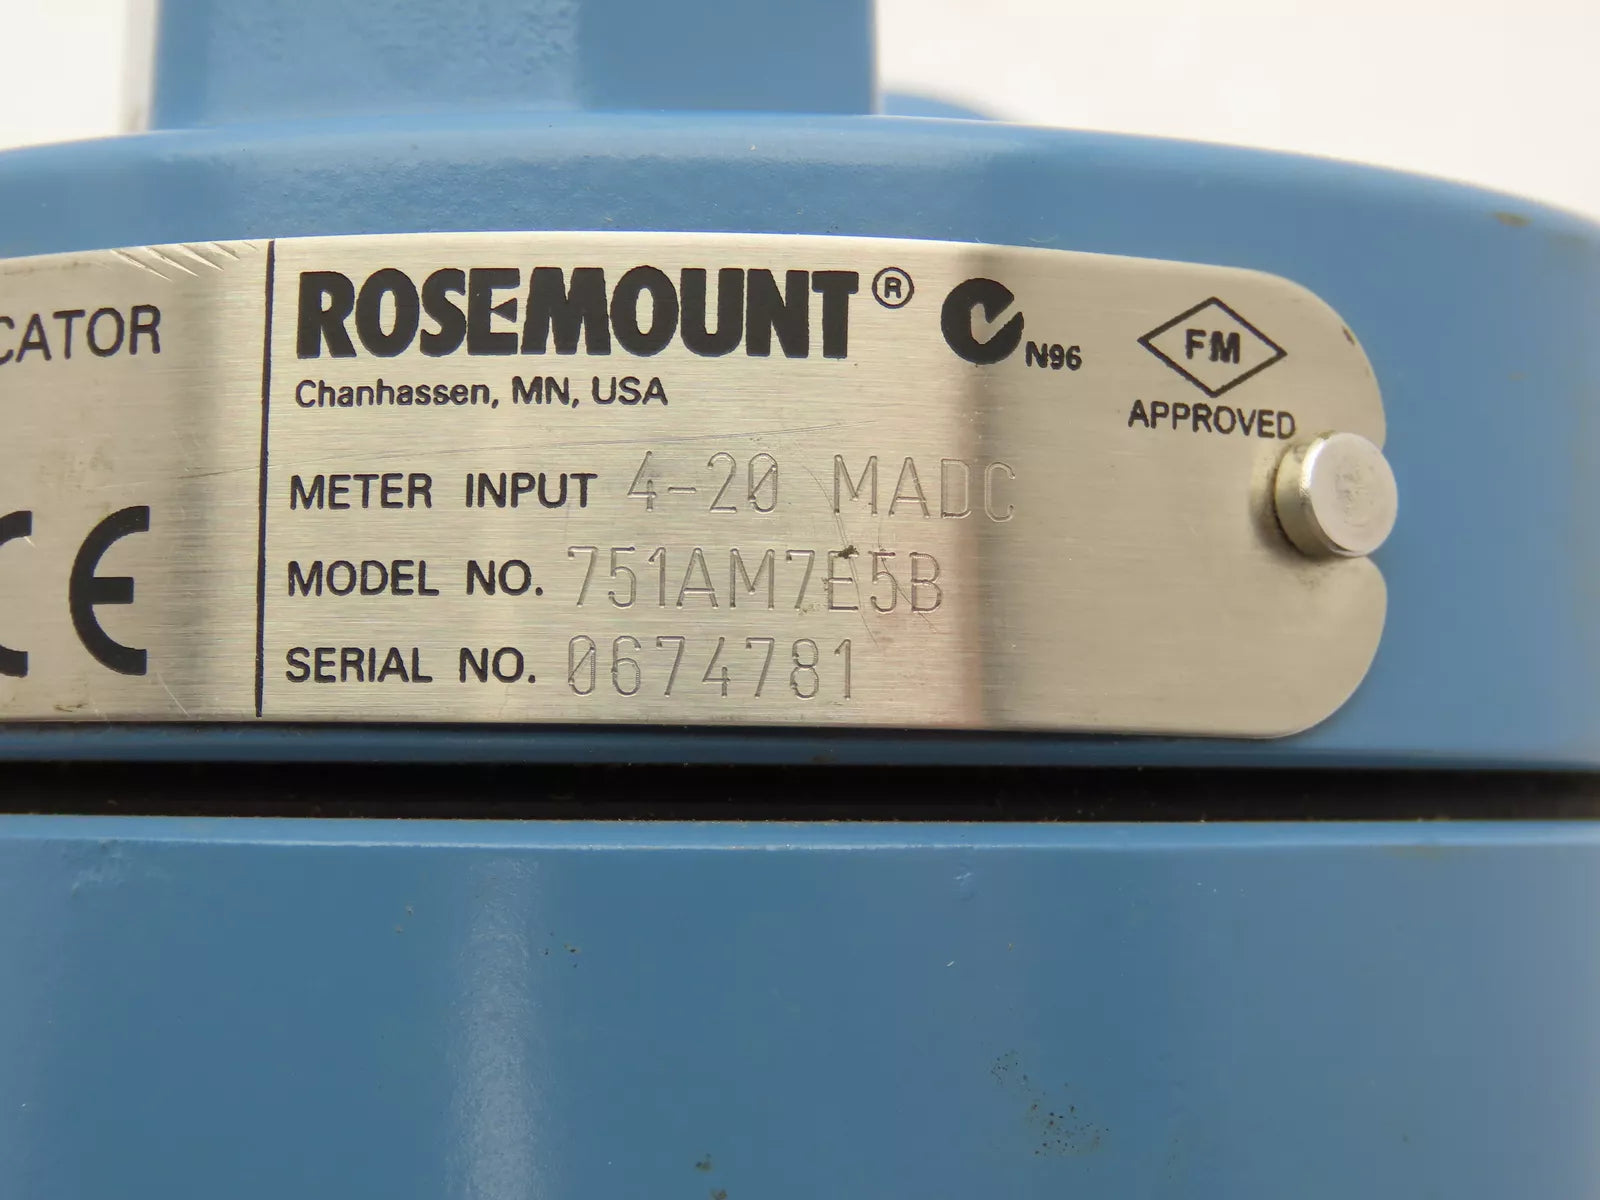 CATOR
CE
ROSEMOUNT®
N96
FM
APPROVED
Chanhassen, MN, USA
METER INPUT 4-20 MADC
MODEL NO. 751AM7E5B
SERIAL NO. 0674781